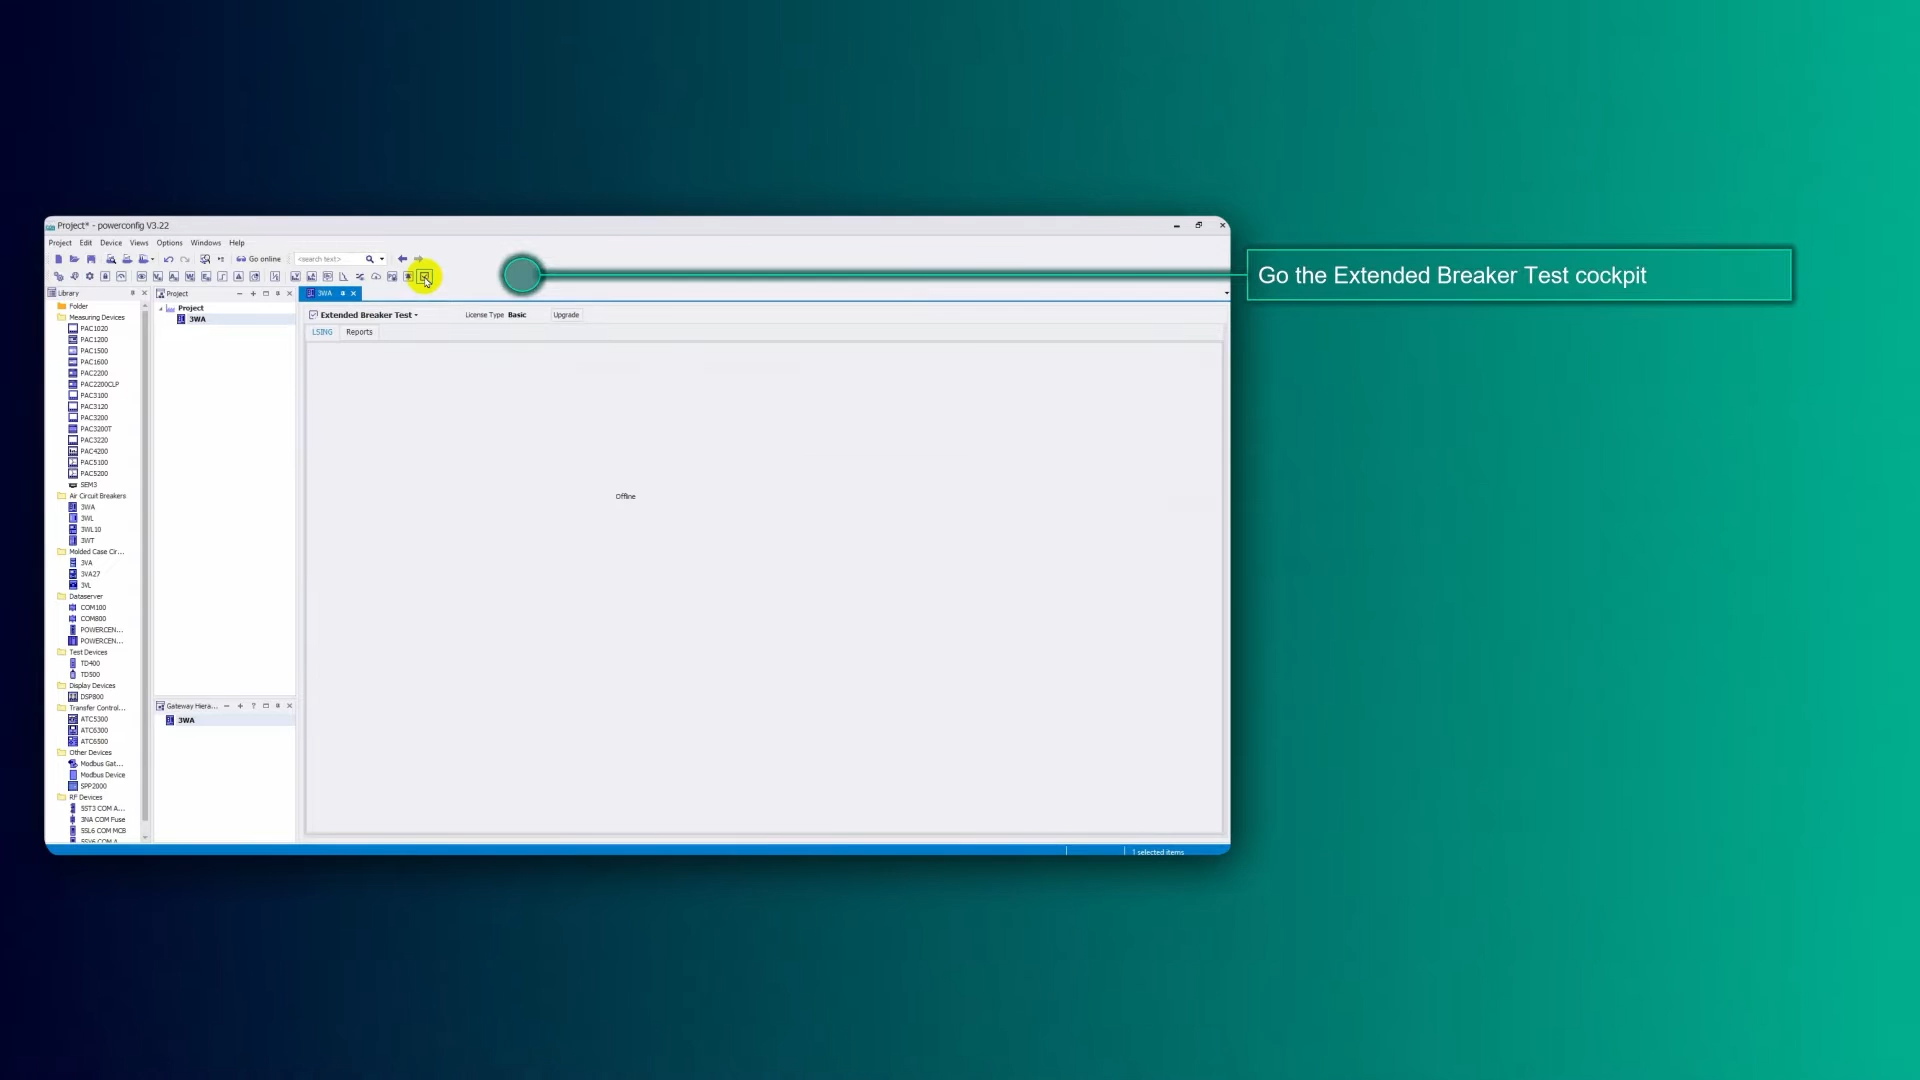 Project* - powerconfig V3.22
Project Edit Device Views Options Windows Help
Go online <search text>
Library
Folder
Measuring Devices
PAC1020
PAC1200
PAC1500
PAC1600
PAC2200
PAC2200CLP
PAC3100
PAC3120
PAC3200
PAC3200T
PAC3220
PAC4200
PAC5100
PAC5200
SEM3
Air Circuit Breakers
3WA
3WL
3WL10
3WT
Molded Case Cir...
3VA
3VA27
3VL
Dataserver
COM100
COM800
POWERCEN...
POWERCEN...
Test Devices
TD400
TD500
Display Devices
DSP800
Transfer Control...
ATC5300
ATC6300
ATC6500
Other Devices
Modbus Gat...
Modbus Device
SPP2000
RF Devices
5ST3 COM A...
3NA COM Fuse
5SL6 COM MCB
5SV6 COM A...
Project
Project
3WA
Gateway Hiera...
3WA
3WA
Extended Breaker Test License Type Basic Upgrade
LSING Reports
Offline
1 selected items
Go the Extended Breaker Test cockpit